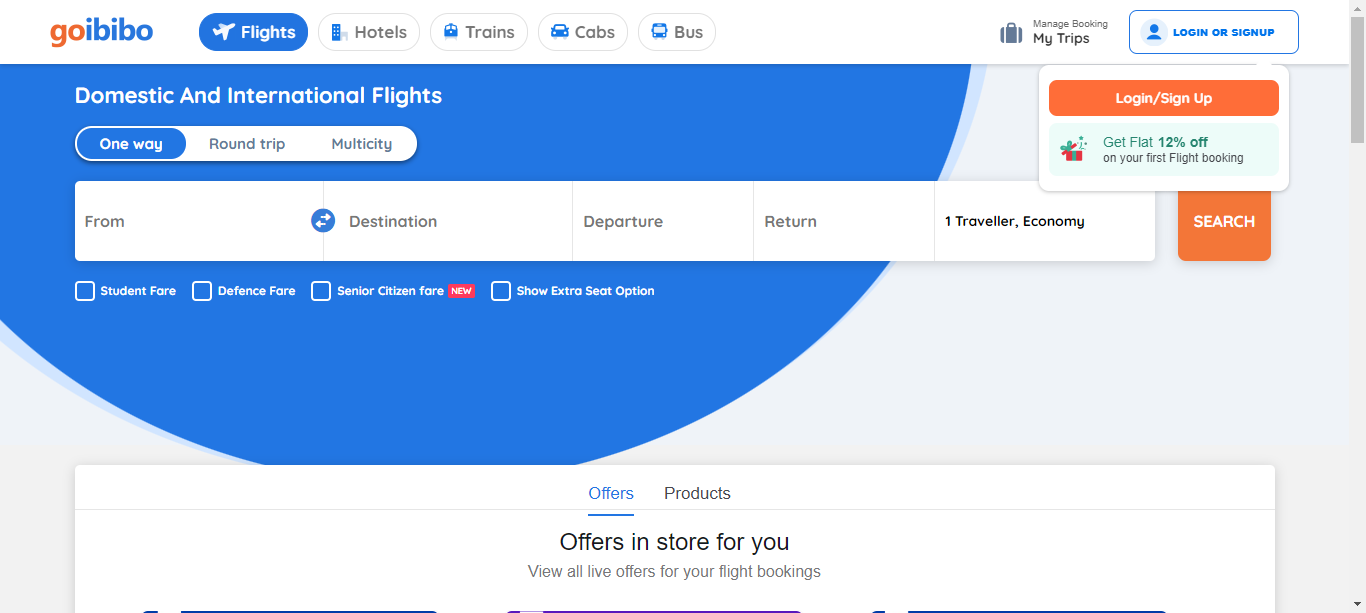 goibibo
Flights
Hotels
Trains
Cabs
Bus
Manage Booking
My Trips
LOGIN OR SIGNUP
Login/Sign Up
Get Flat 12% off
on your first Flight booking
Domestic And International Flights
One way
Round trip
Multicity
From
Destination
Departure
Return
1 Traveller, Economy
SEARCH
Student Fare
Defence Fare
Senior Citizen fare NEW
Show Extra Seat Option
Offers
Products
Offers in store for you
View all live offers for your flight bookings